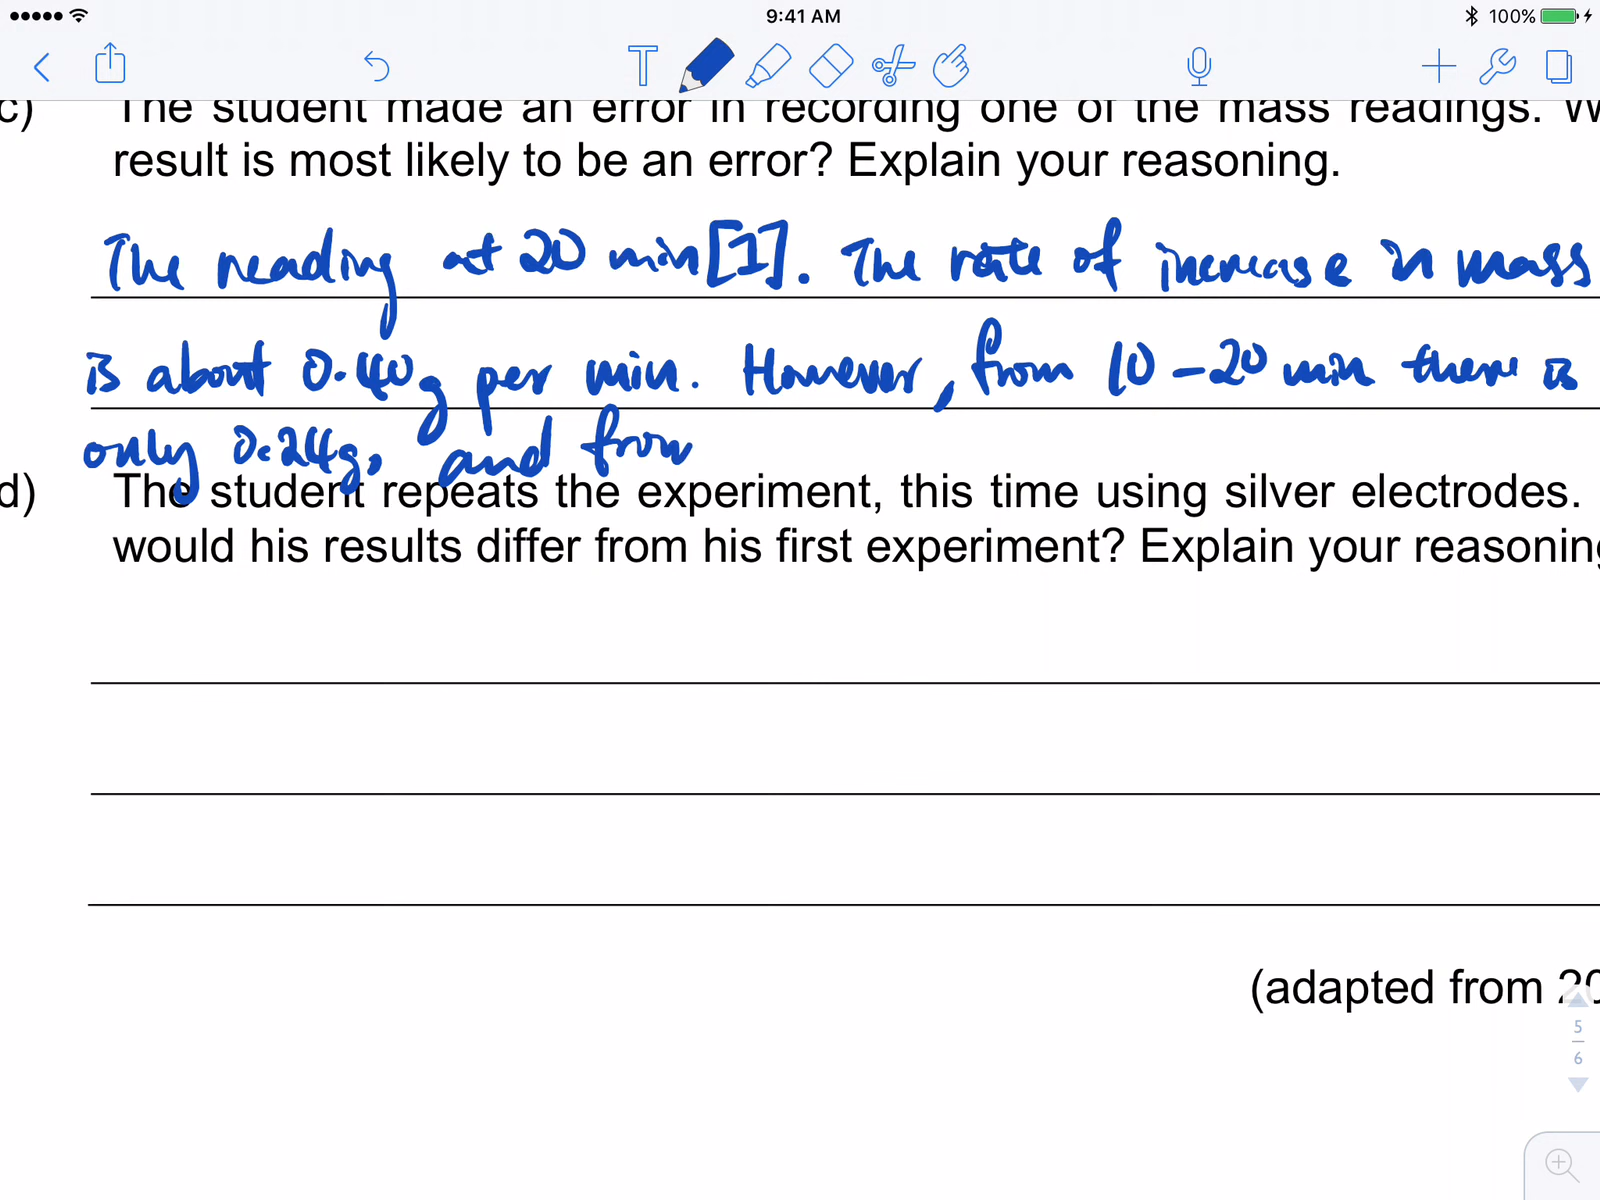 9:41 AM
100%
T
c) The student made an error in recording one of the mass readings. W
result is most likely to be an error? Explain your reasoning.
The reading at 20 min [1]. The rate of increase in mass
is about 0.40g per min. However, from 10-20 min there is
only 0.24g, and from
d) The student repeats the experiment, this time using silver electrodes.
would his results differ from his first experiment? Explain your reasoning
(adapted from 20
5
6